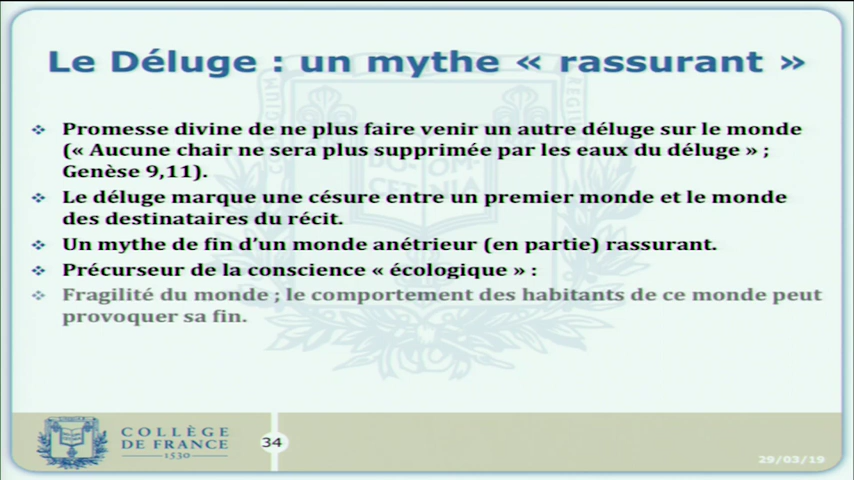 Le Déluge : un mythe « rassurant »
❖ Promesse divine de ne plus faire venir un autre déluge sur le monde
(« Aucune chair ne sera plus supprimée par les eaux du déluge » ;
Genèse 9,11).
❖ Le déluge marque une césure entre un premier monde et le monde
des destinataires du récit.
❖ Un mythe de fin d'un monde anétrieur (en partie) rassurant.
❖ Précurseur de la conscience « écologique » :
❖ Fragilité du monde ; le comportement des habitants de ce monde peut
provoquer sa fin.
COLLÈGE
DE FRANCE
1530
34
29/03/19